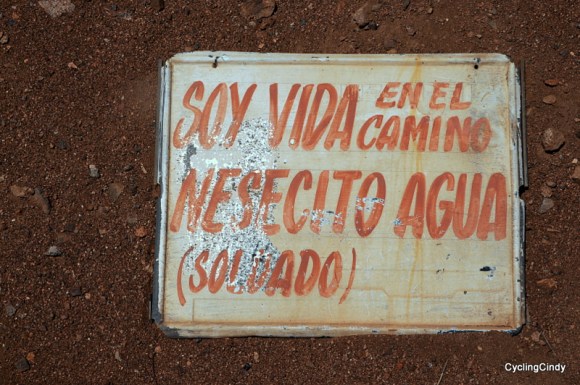 SOY VIDA EN EL
CAMINO
NESECITO AGUA
(SOLDADO)
CyclingCindy